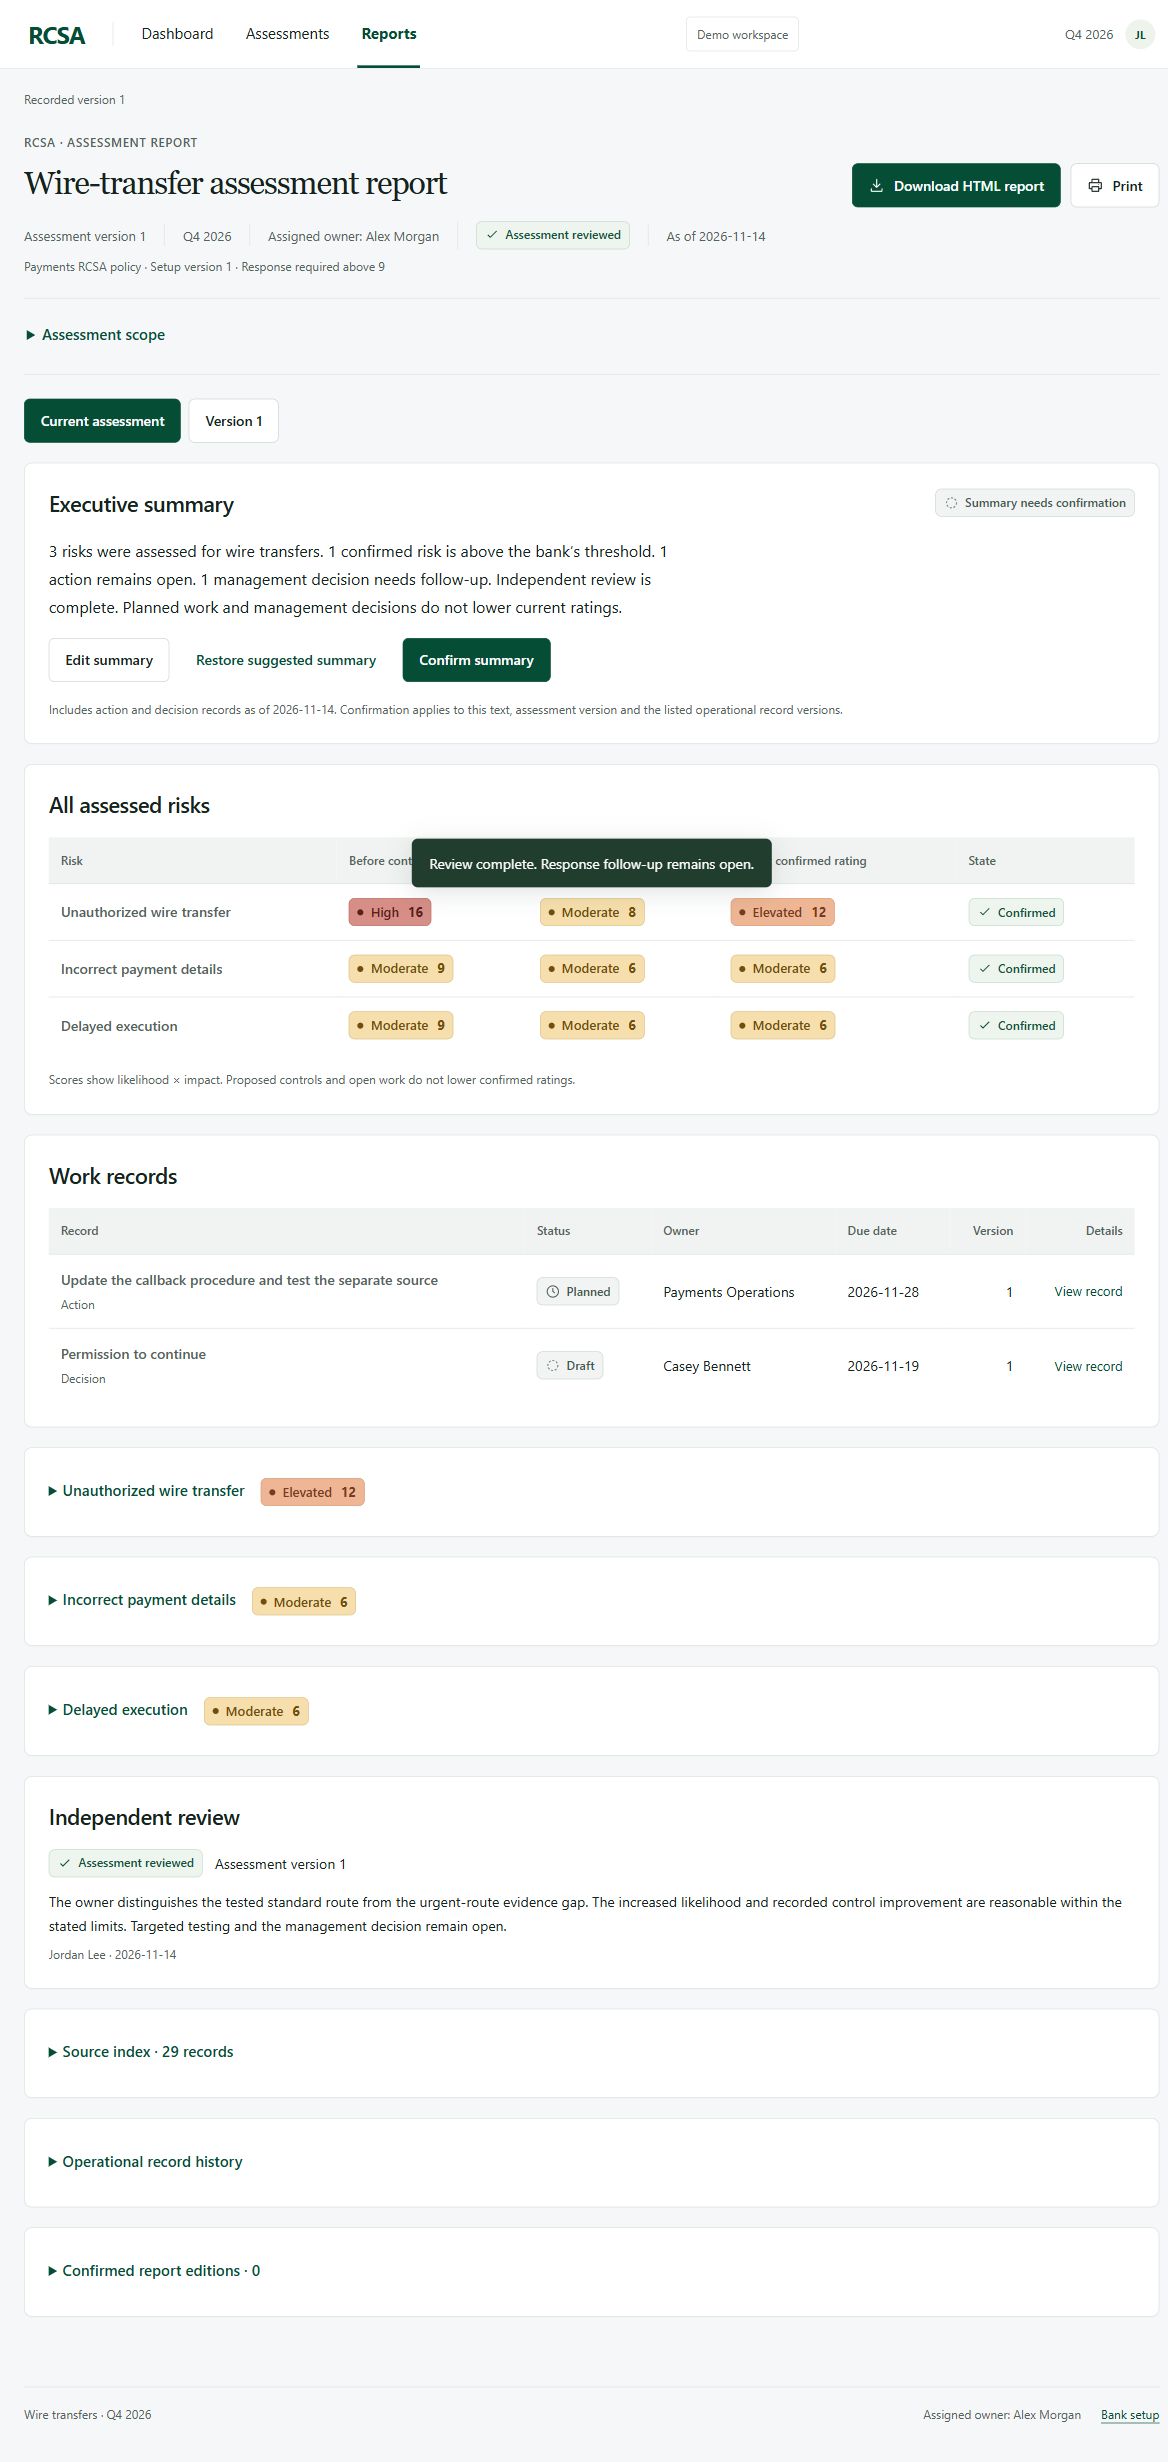 RCSA
Dashboard
Assessments
Reports
Demo workspace
Q4 2026
JL
Recorded version 1
RCSA · ASSESSMENT REPORT
Wire-transfer assessment report
Download HTML report
Print
Assessment version 1
Q4 2026
Assigned owner: Alex Morgan
Assessment reviewed
As of 2026-11-14
Payments RCSA policy · Setup version 1 · Response required above 9
Assessment scope
Current assessment
Version 1
Executive summary
Summary needs confirmation
3 risks were assessed for wire transfers. 1 confirmed risk is above the bank's threshold. 1
action remains open. 1 management decision needs follow-up. Independent review is
complete. Planned work and management decisions do not lower current ratings.
Edit summary
Restore suggested summary
Confirm summary
Includes action and decision records as of 2026-11-14. Confirmation applies to this text, assessment version and the listed operational record versions.
All assessed risks
Risk
Before
Review complete. Response follow-up remains open.
confirmed rating
State
Unauthorized wire transfer
High 16
Moderate 8
Elevated 12
Confirmed
Incorrect payment details
Moderate 9
Moderate 6
Moderate 6
Confirmed
Delayed execution
Moderate 9
Moderate 6
Moderate 6
Confirmed
Scores show likelihood × impact. Proposed controls and open work do not lower confirmed ratings.
Work records
Record
Status
Owner
Due date
Version
Details
Update the callback procedure and test the separate source
Action
Planned
Payments Operations
2026-11-28
1
View record
Permission to continue
Decision
Draft
Casey Bennett
2026-11-19
1
View record
Unauthorized wire transfer
Elevated 12
Incorrect payment details
Moderate 6
Delayed execution
Moderate 6
Independent review
Assessment reviewed
Assessment version 1
The owner distinguishes the tested standard route from the urgent-route evidence gap. The increased likelihood and recorded control improvement are reasonable within the
stated limits. Targeted testing and the management decision remain open.
Jordan Lee · 2026-11-14
Source index · 29 records
Operational record history
Confirmed report editions · 0
Wire transfers · Q4 2026
Assigned owner: Alex Morgan
Bank setup